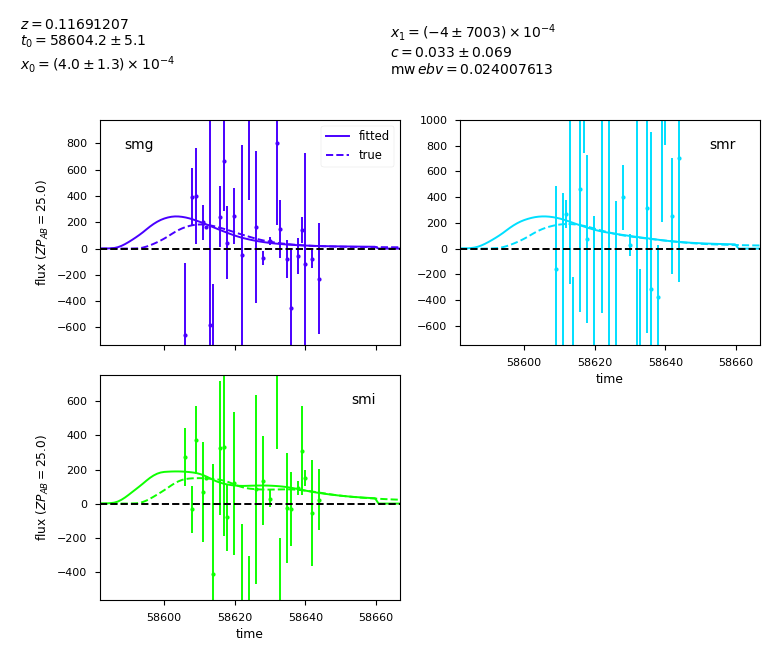 z = 0.11691207
t₀ = 58604.2 ± 5.1
x₀ = (4.0 ± 1.3) × 10⁻⁴
x₁ = (−4 ± 7003) × 10⁻⁴
c = 0.033 ± 0.069
mw ebv = 0.024007613
smg
fitted
true
800
600
400
200
0
−200
−400
−600
flux (ZP_AB = 25.0)
smr
1000
800
600
400
200
0
−200
−400
−600
58600 58620 58640 58660
time
smi
600
400
200
0
−200
−400
flux (ZP_AB = 25.0)
58600 58620 58640 58660
time